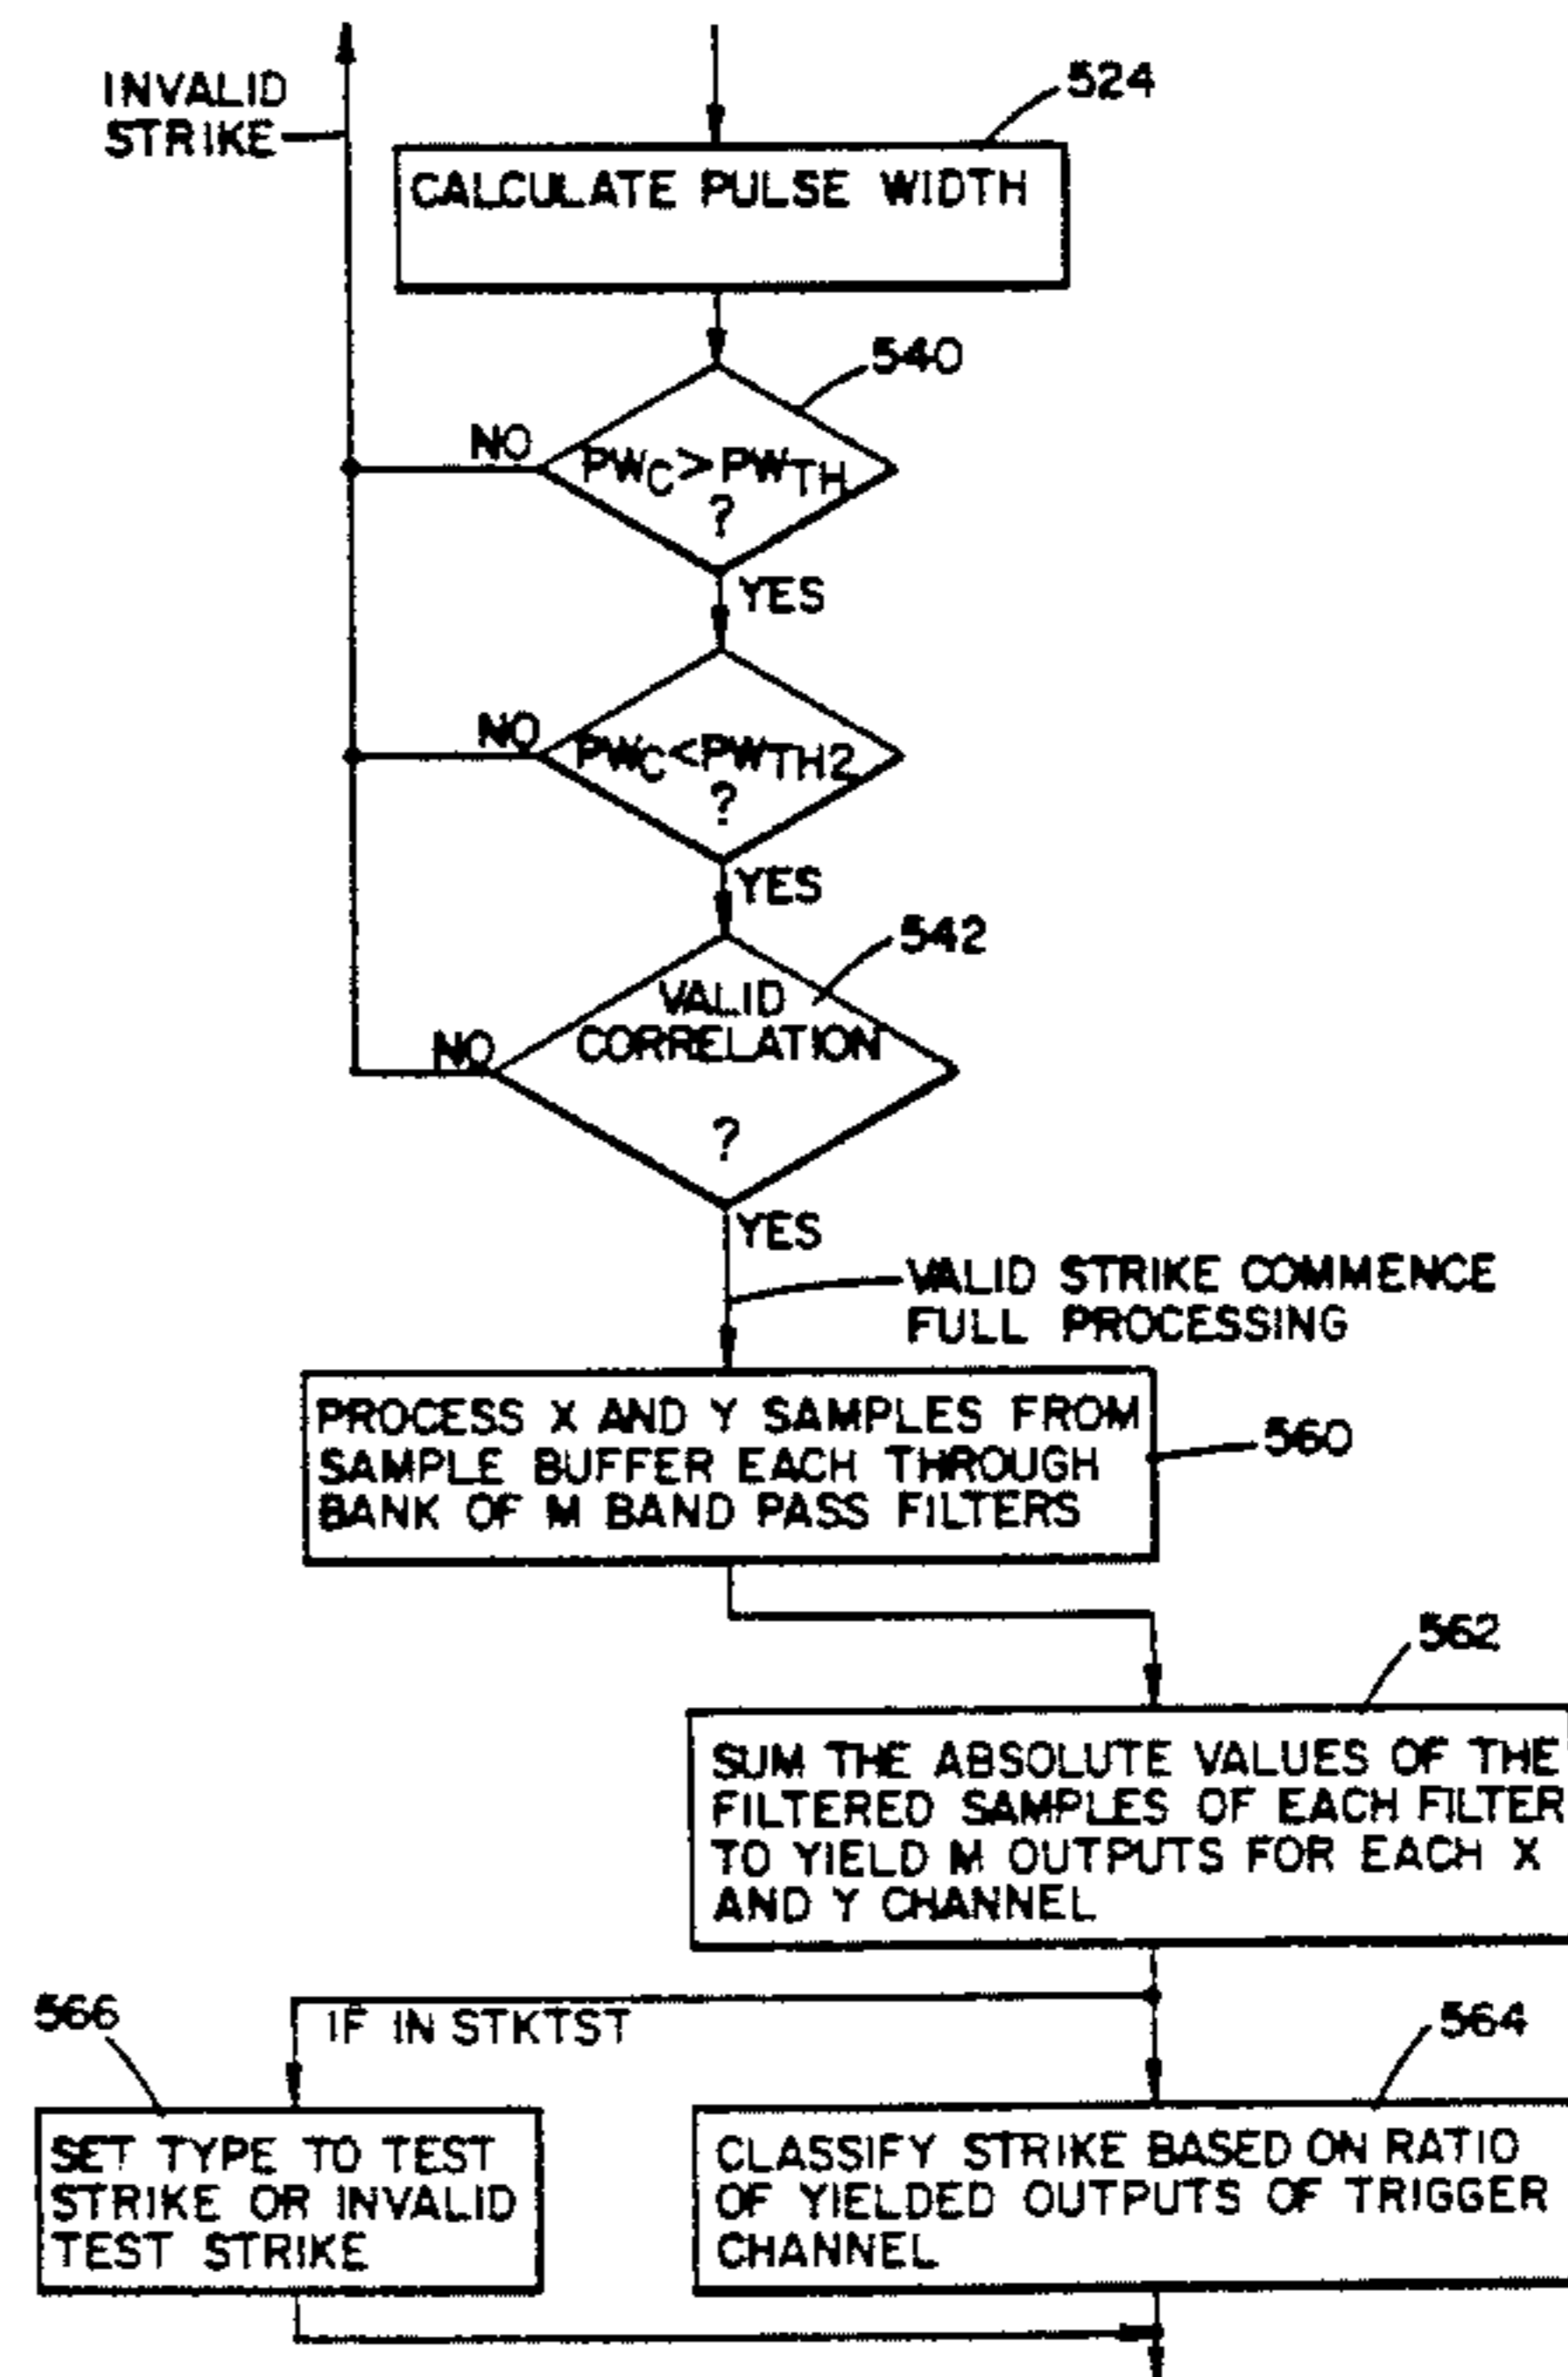 INVALID
STRIKE
524
CALCULATE PULSE WIDTH
540
NO
PWC>PWTH
?
YES
NO
PWC<PWTH2
?
YES
542
VALID
CORRELATION
NO
?
YES
VALID STRIKE COMMENCE
FULL PROCESSING
PROCESS X AND Y SAMPLES FROM
SAMPLE BUFFER EACH THROUGH
BANK OF M BAND PASS FILTERS
560
562
SUM THE ABSOLUTE VALUES OF THE
FILTERED SAMPLES OF EACH FILTER
TO YIELD M OUTPUTS FOR EACH X
AND Y CHANNEL
566
IF IN STKTST
564
SET TYPE TO TEST
STRIKE OR INVALID
TEST STRIKE
CLASSIFY STRIKE BASED ON RATIO
OF YIELDED OUTPUTS OF TRIGGER
CHANNEL